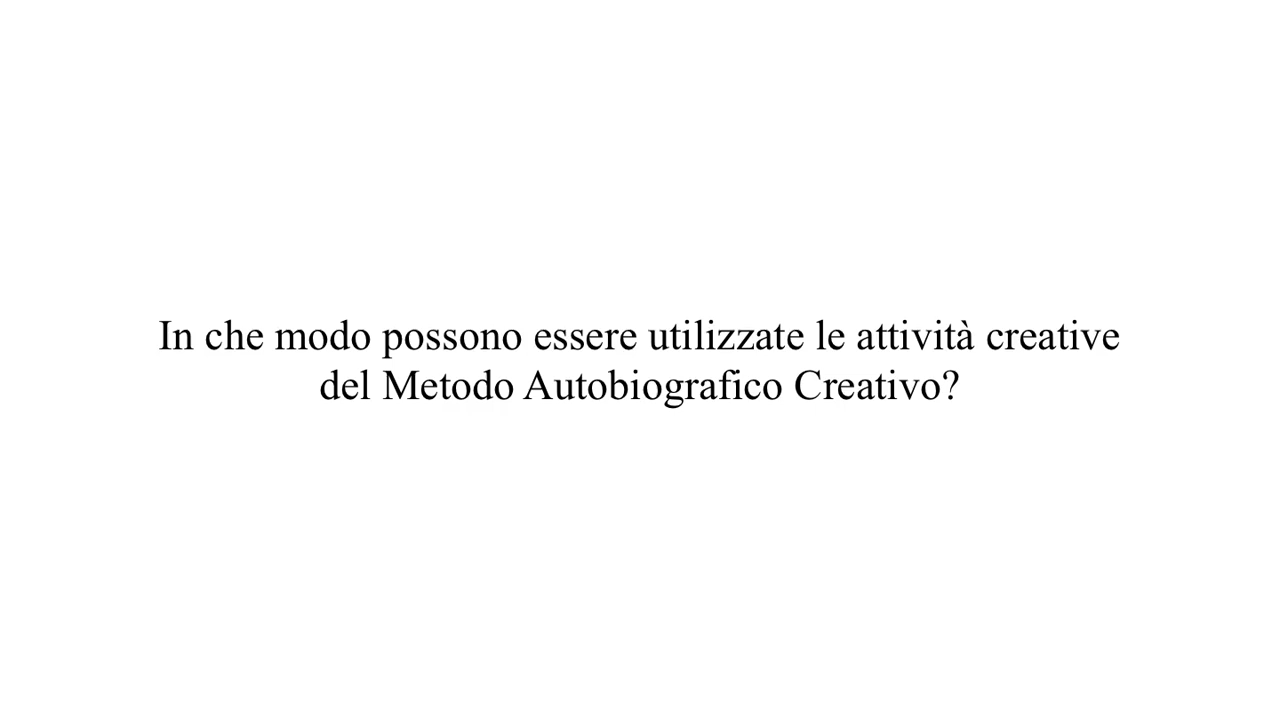 In che modo possono essere utilizzate le attività creative
del Metodo Autobiografico Creativo?